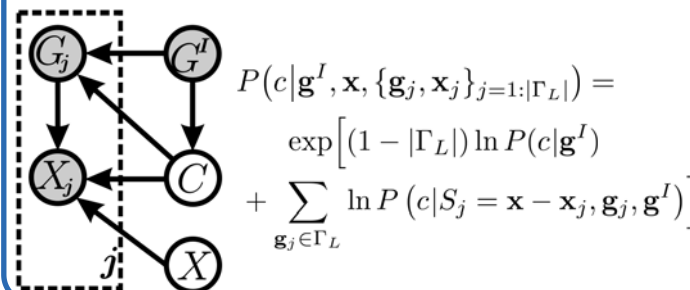 G_j
G^I
X_j
C
X
j
P(c|g^I, x, {g_j, x_j}_{j=1:|Γ_L|}) =
exp[(1 − |Γ_L|) ln P(c|g^I)
+ ∑_{g_j∈Γ_L} ln P (c|S_j = x − x_j, g_j, g^I)]